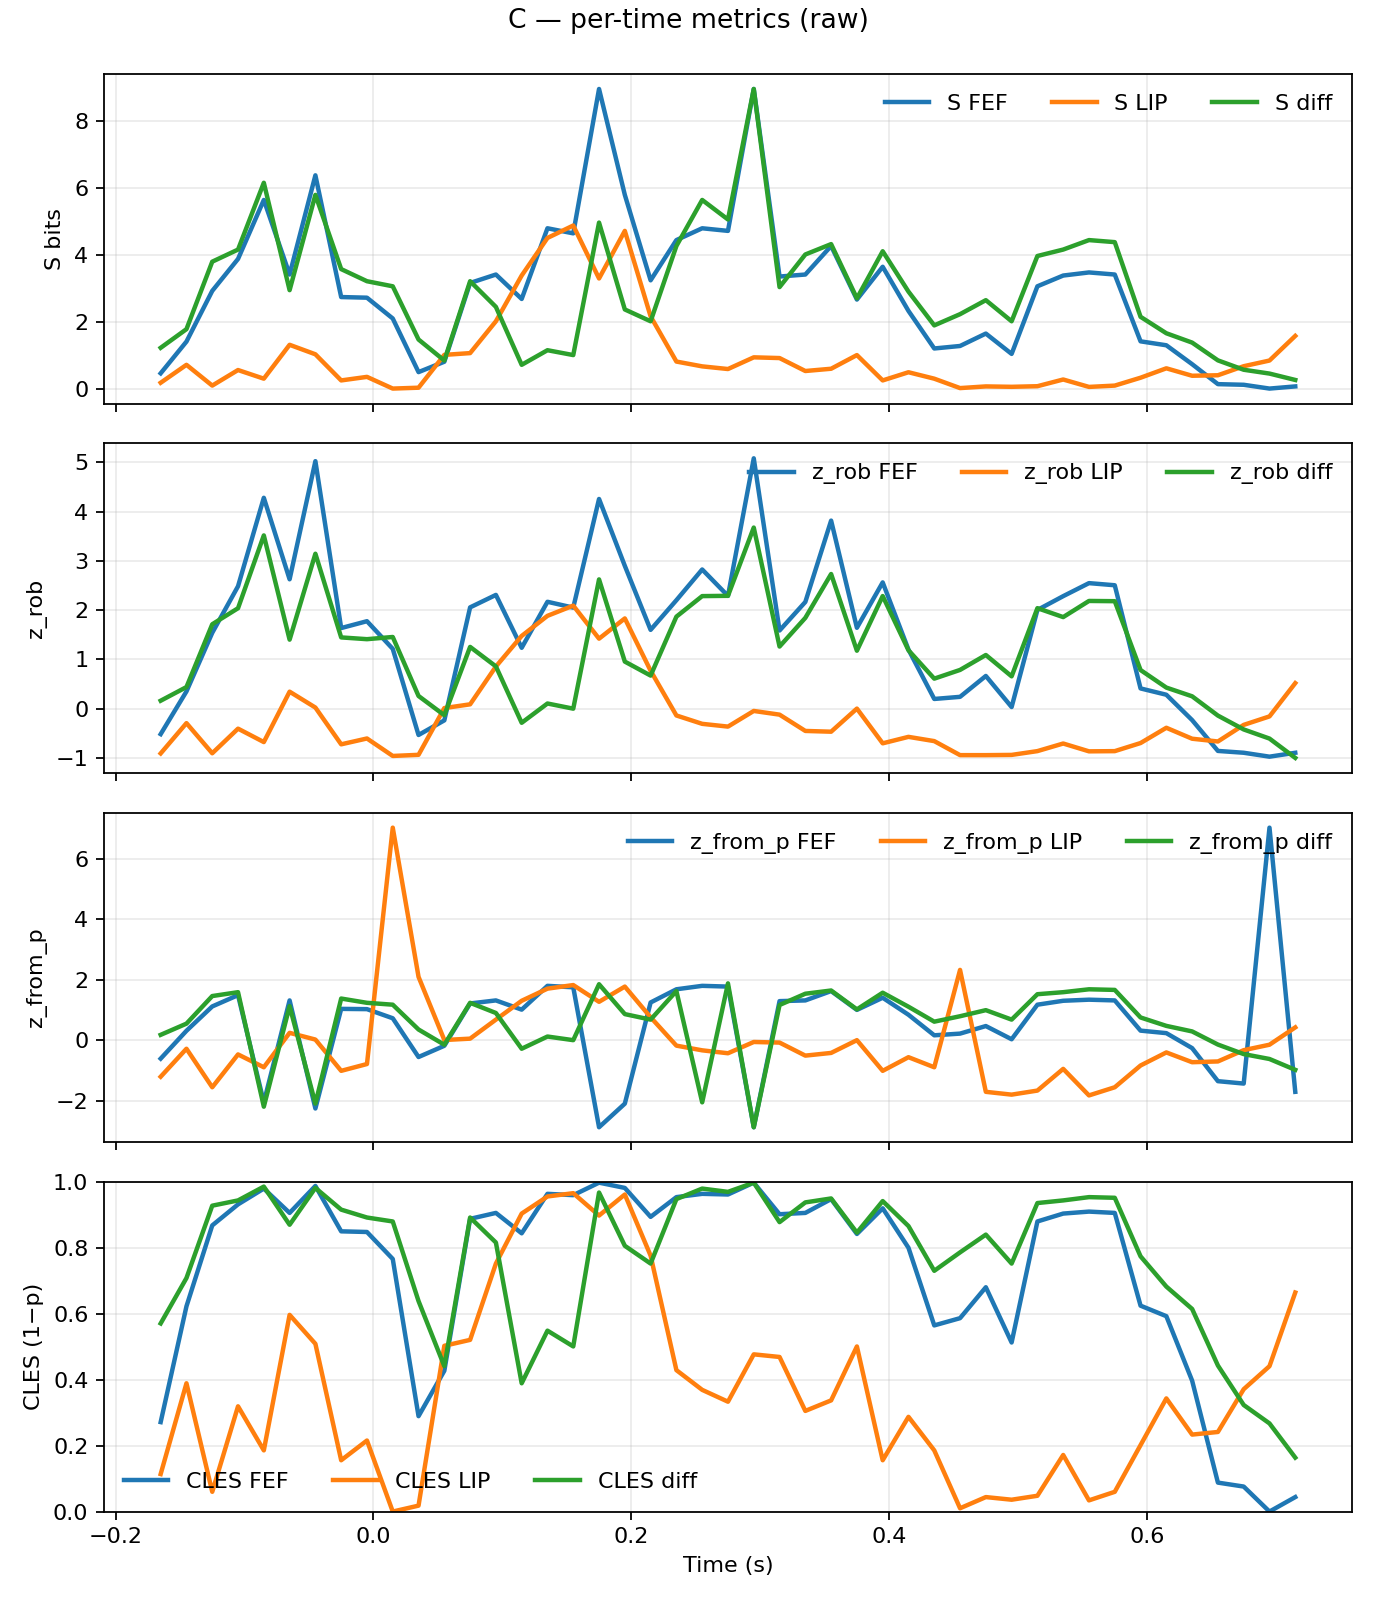 C — per-time metrics (raw)
S bits
8
6
4
2
0
S FEF S LIP S diff
z_rob
5
4
3
2
1
0
−1
z_rob FEF z_rob LIP z_rob diff
z_from_p
6
4
2
0
−2
z_from_p FEF z_from_p LIP z_from_p diff
CLES (1−p)
1.0
0.8
0.6
0.4
0.2
0.0
CLES FEF CLES LIP CLES diff
−0.2 0.0 0.2 0.4 0.6
Time (s)